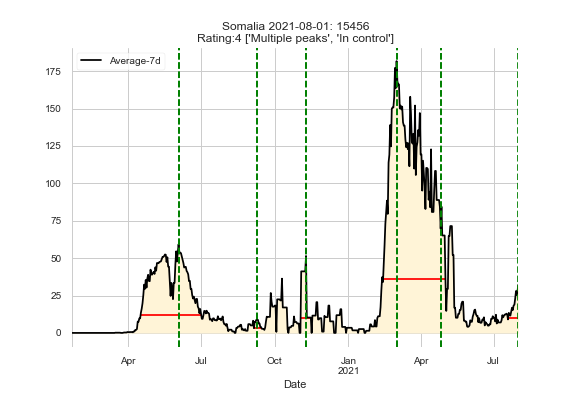 Somalia 2021-08-01: 15456
Rating:4 ['Multiple peaks', 'In control']
Average-7d
175
150
125
100
75
50
25
0
Apr Jul Oct Jan Apr Jul
2021
Date